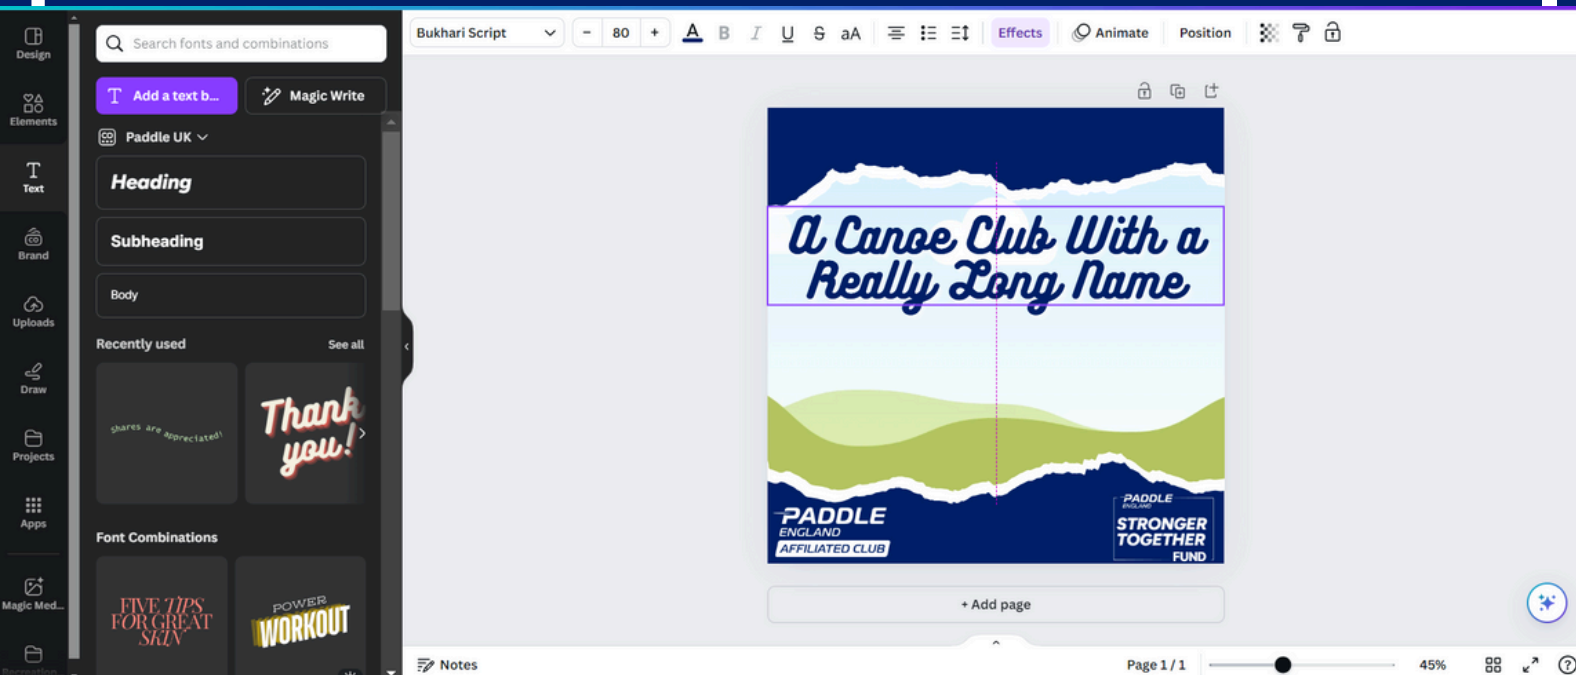 Design
Elements
Text
Brand
Uploads
Draw
Projects
Apps
Magic Med...
Search fonts and combinations
Add a text b...
Magic Write
Paddle UK
Heading
Subheading
Body
Recently used
See all
shares are appreciated!
Thank
you!
Font Combinations
FIVE TIPS
FOR GREAT
SKIN
POWER
WORKOUT
Bukhari Script
- 80 +
A B I U S aA
Effects
Animate
Position
A Canoe Club With a
Really Long Name
PADDLE
ENGLAND
AFFILIATED CLUB
PADDLE
ENGLAND
STRONGER
TOGETHER
FUND
+ Add page
Notes
Page 1 / 1
45%